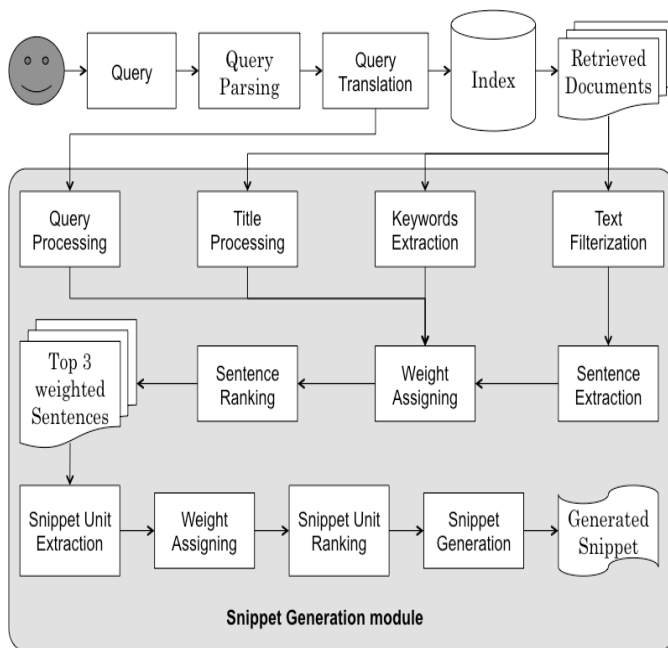 Query
Query
Parsing
Query
Translation
Index
Retrieved
Documents
Query
Processing
Title
Processing
Keywords
Extraction
Text
Filterization
Top 3
weighted
Sentences
Sentence
Ranking
Weight
Assigning
Sentence
Extraction
Snippet Unit
Extraction
Weight
Assigning
Snippet Unit
Ranking
Snippet
Generation
Generated
Snippet
Snippet Generation module